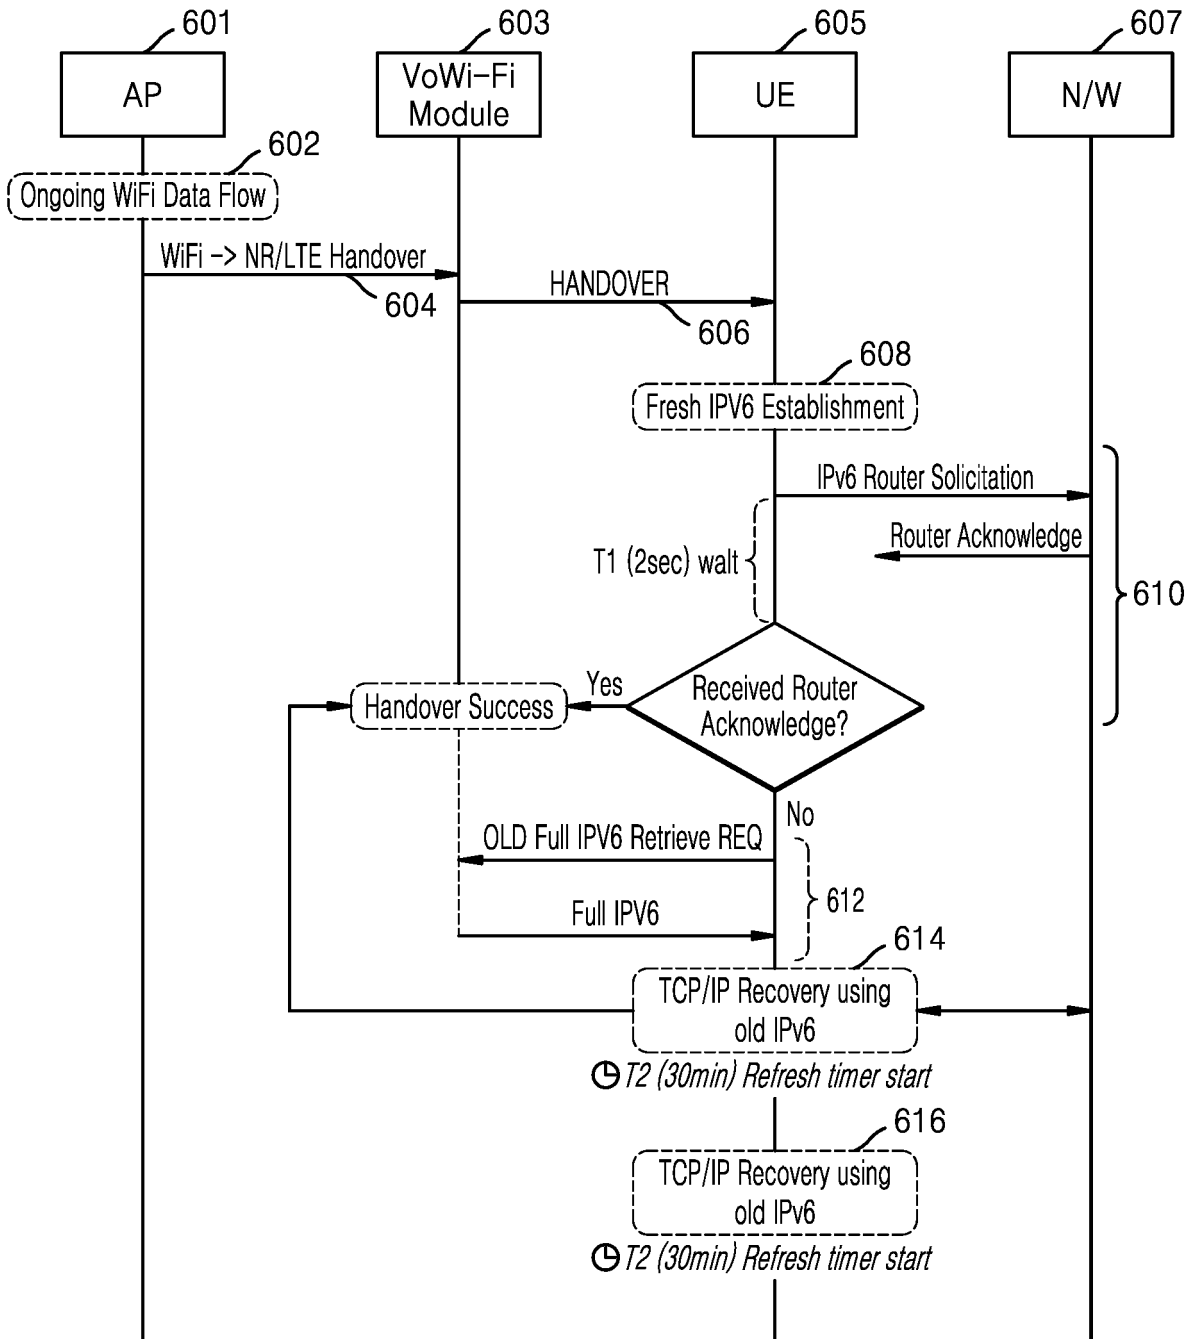 601
603
605
607
AP
VoWi-Fi
Module
UE
N/W
602
Ongoing WiFi Data Flow
WiFi -> NR/LTE Handover
604
HANDOVER
606
608
Fresh IPV6 Establishment
IPv6 Router Solicitation
Router Acknowledge
T1 (2sec) walt
610
Yes
Handover Success
Received Router
Acknowledge?
No
OLD Full IPV6 Retrieve REQ
612
Full IPV6
614
TCP/IP Recovery using
old IPv6
T2 (30min) Refresh timer start
616
TCP/IP Recovery using
old IPv6
T2 (30min) Refresh timer start